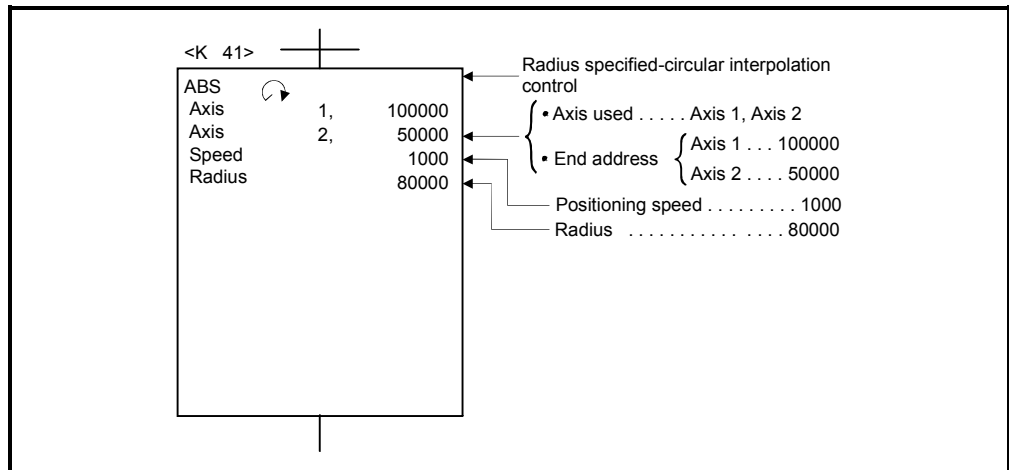 <K 41>
ABS
Axis 1, 100000
Axis 2, 50000
Speed 1000
Radius 80000
Radius specified-circular interpolation
control
• Axis used . . . . . Axis 1, Axis 2
• End address
Axis 1 . . . 100000
Axis 2 . . . . 50000
Positioning speed . . . . . . . . . 1000
Radius . . . . . . . . . . . . . . . 80000